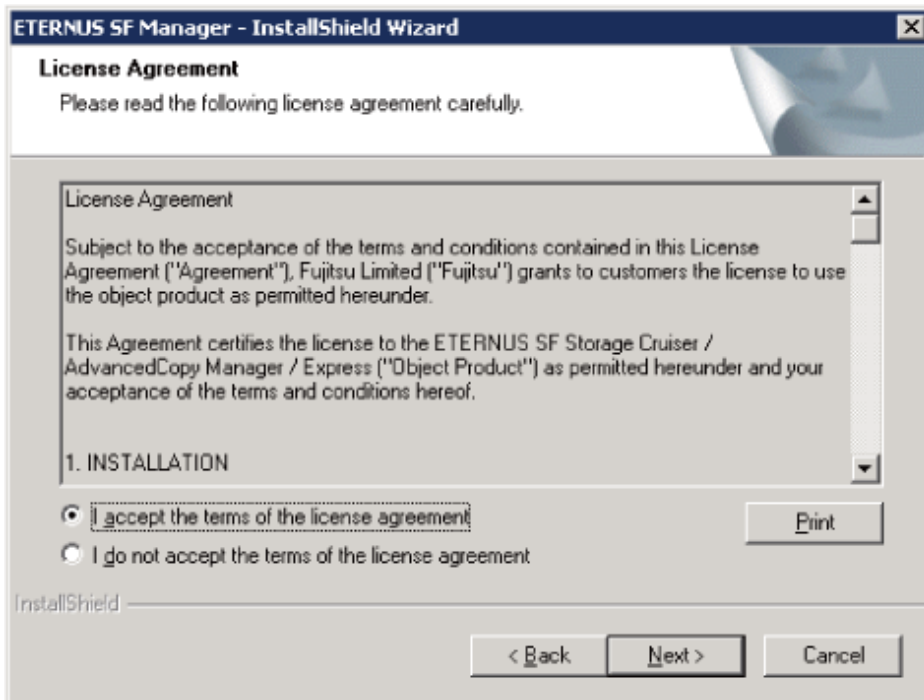 ETERNUS SF Manager - InstallShield Wizard
License Agreement
Please read the following license agreement carefully.
License Agreement
Subject to the acceptance of the terms and conditions contained in this License
Agreement ("Agreement"), Fujitsu Limited ("Fujitsu") grants to customers the license to use
the object product as permitted hereunder.
This Agreement certifies the license to the ETERNUS SF Storage Cruiser /
AdvancedCopy Manager / Express ("Object Product") as permitted hereunder and your
acceptance of the terms and conditions hereof.
1. INSTALLATION
I accept the terms of the license agreement
Print
I do not accept the terms of the license agreement
InstallShield
< Back
Next >
Cancel